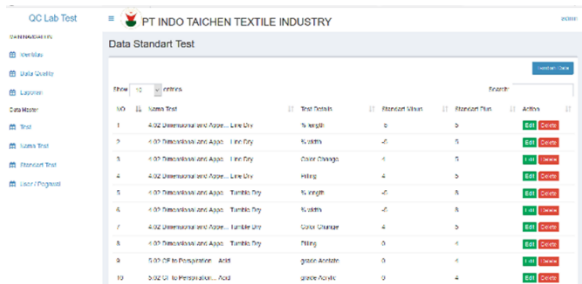 QC Lab Test
PT INDO TAICHEN TEXTILE INDUSTRY
Data Standart Test
Verifikasi
Data Quality
Laporan
Data Master
Test
Nama Test
Standart Test
User / Pegawai
Show entries Search:
NO Nama Test Test Details Standart Minus Standart Plus Action
1 4.02 Dimensional and Appe... Line Dry % length -5 5 Edit Delete
2 4.02 Dimensional and Appe... Line Dry % width -5 5 Edit Delete
3 4.02 Dimensional and Appe... Line Dry Color Change 4 5 Edit Delete
4 4.02 Dimensional and Appe... Line Dry Pilling 4 5 Edit Delete
5 4.02 Dimensional and Appe... Tumble Dry % length -5 5 Edit Delete
6 4.02 Dimensional and Appe... Tumble Dry % width -5 5 Edit Delete
7 4.02 Dimensional and Appe... Tumble Dry Color Change 4 5 Edit Delete
8 4.02 Dimensional and Appe... Tumble Dry Pilling 0 4 Edit Delete
9 5.02 CF to Perspiration... Acid grade Acetate 0 4 Edit Delete
10 5.02 CF to Perspiration... Acid grade Acrylic 0 4 Edit Delete